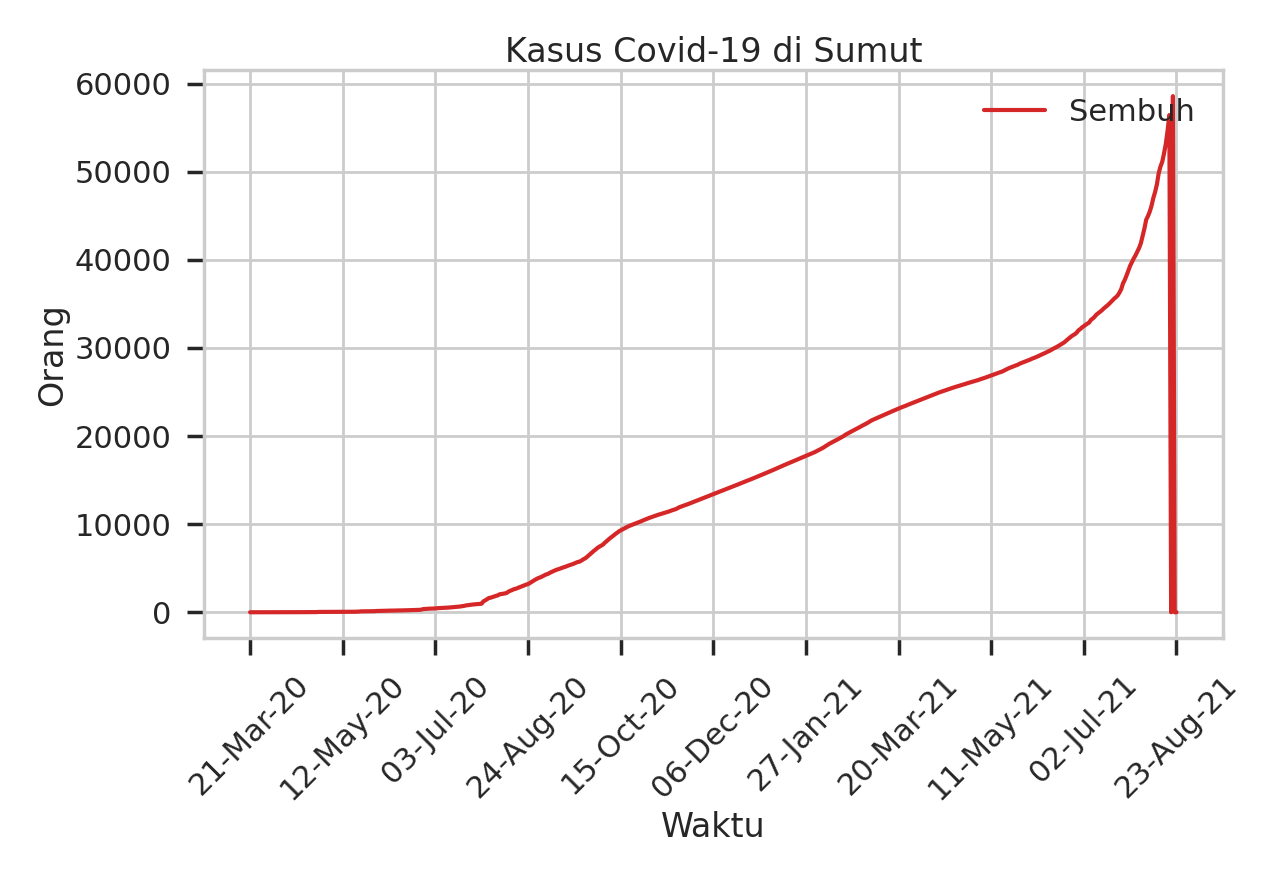 Kasus Covid-19 di Sumut
Sembuh
60000
50000
40000
30000
20000
10000
0
Orang
21-Mar-20
12-May-20
03-Jul-20
24-Aug-20
15-Oct-20
06-Dec-20
27-Jan-21
20-Mar-21
11-May-21
02-Jul-21
23-Aug-21
Waktu